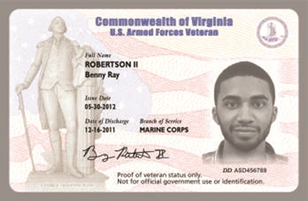 Commonwealth of Virginia
U.S. Armed Forces Veteran
Full Name
ROBERTSON II
Benny Ray
Issue Date
05-30-2012
Date of Discharge Branch of Service
12-16-2011 MARINE CORPS
DD ASD456789
Proof of veteran status only.
Not for official government use or identification.